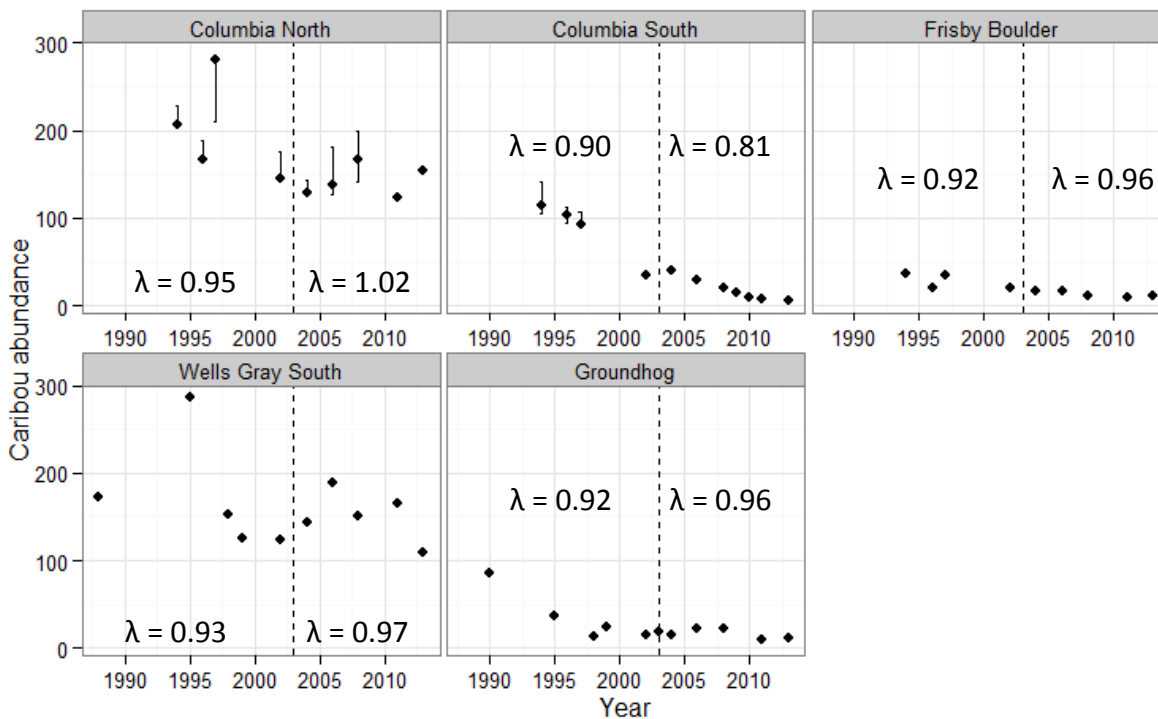 Columbia North
Columbia South
Frisby Boulder
300
200
100
0
λ = 0.95
λ = 1.02
λ = 0.90
λ = 0.81
λ = 0.92
λ = 0.96
1990 1995 2000 2005 2010
1990 1995 2000 2005 2010
1990 1995 2000 2005 2010
Caribou abundance
Wells Gray South
Groundhog
300
200
100
0
λ = 0.93
λ = 0.97
λ = 0.92
λ = 0.96
1990 1995 2000 2005 2010
1990 1995 2000 2005 2010
Year